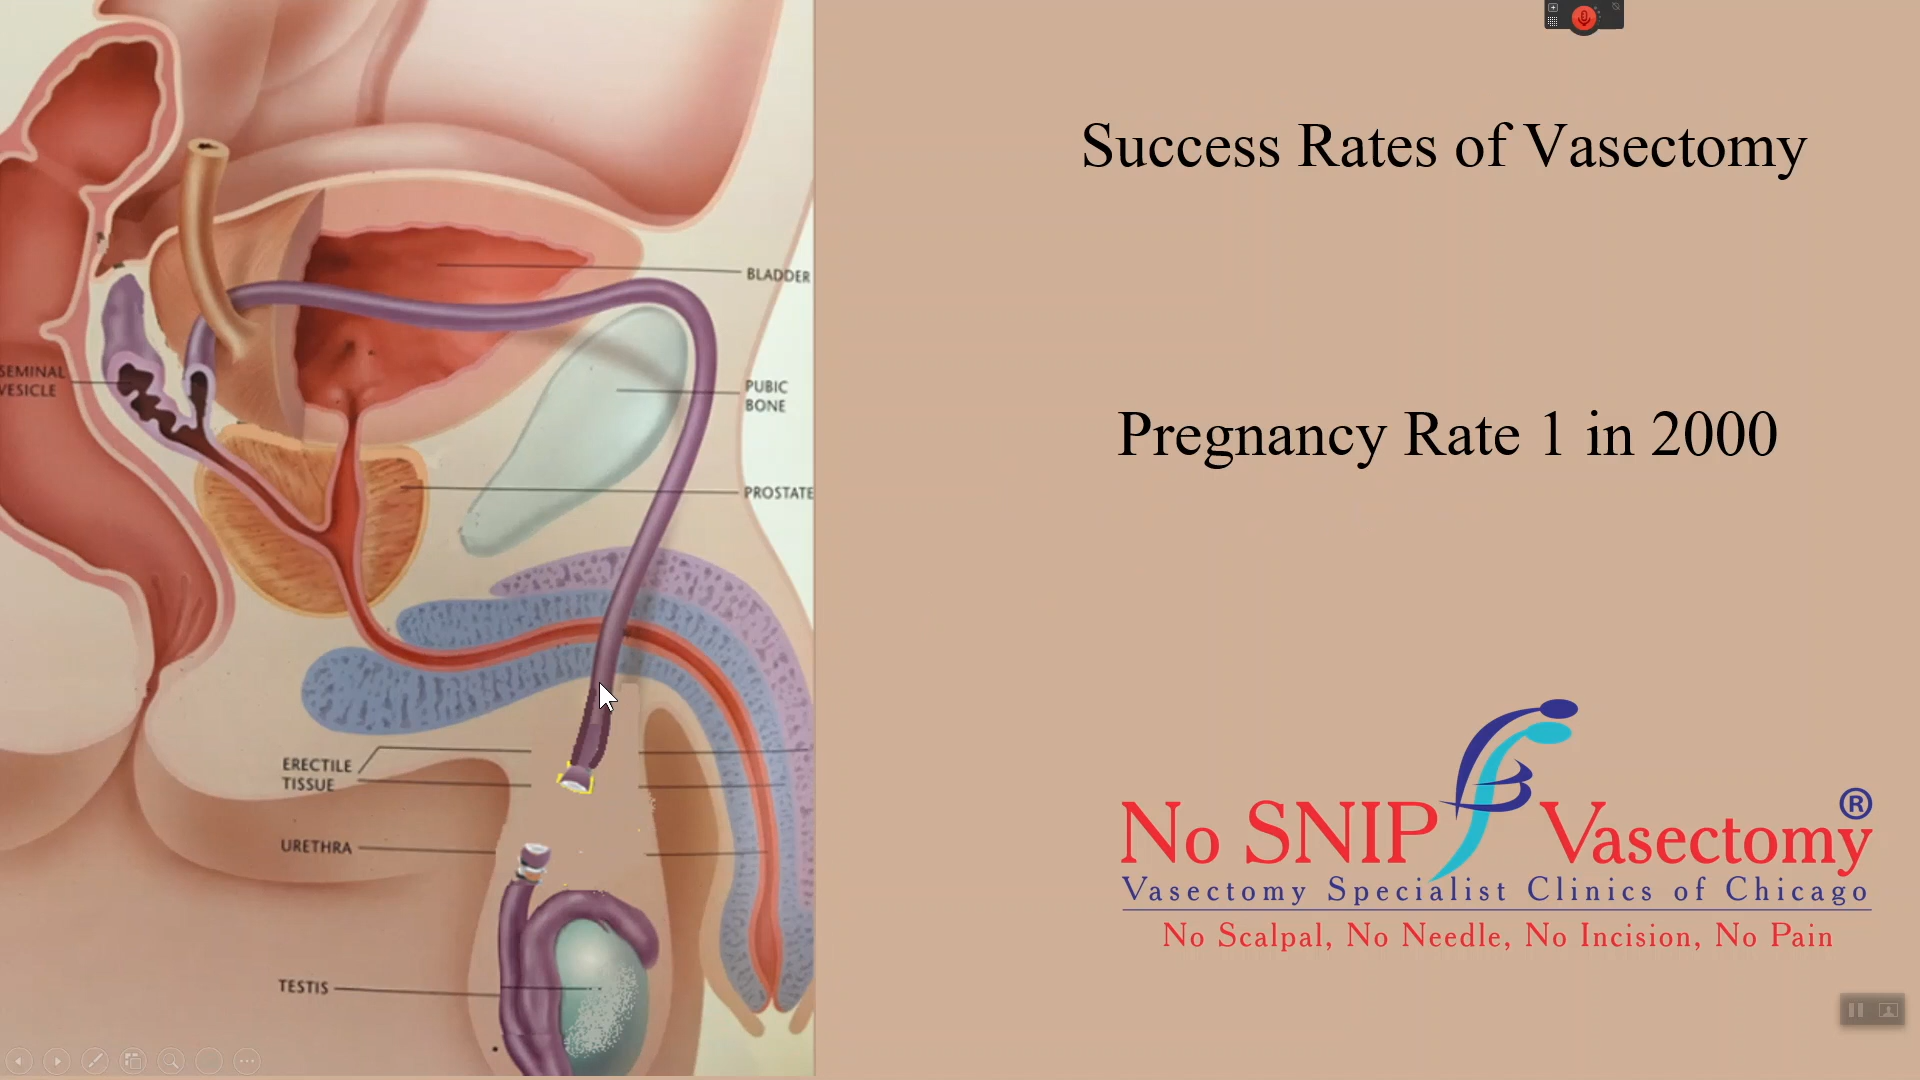 Success Rates of Vasectomy
BLADDER
SEMINAL
VESICLE
PUBIC
BONE
Pregnancy Rate 1 in 2000
PROSTATE
ERECTILE
TISSUE
URETHRA
TESTIS
No SNIP Vasectomy®
Vasectomy Specialist Clinics of Chicago
No Scalpal, No Needle, No Incision, No Pain